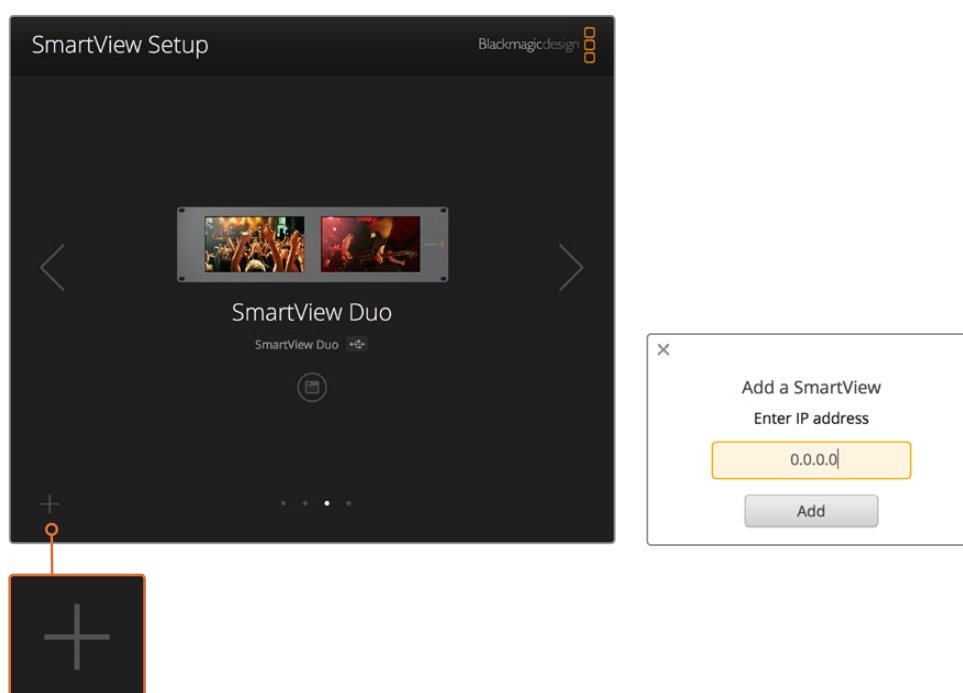 SmartView Setup
Blackmagicdesign
SmartView Duo
SmartView Duo
Add a SmartView
Enter IP address
0.0.0.0
Add